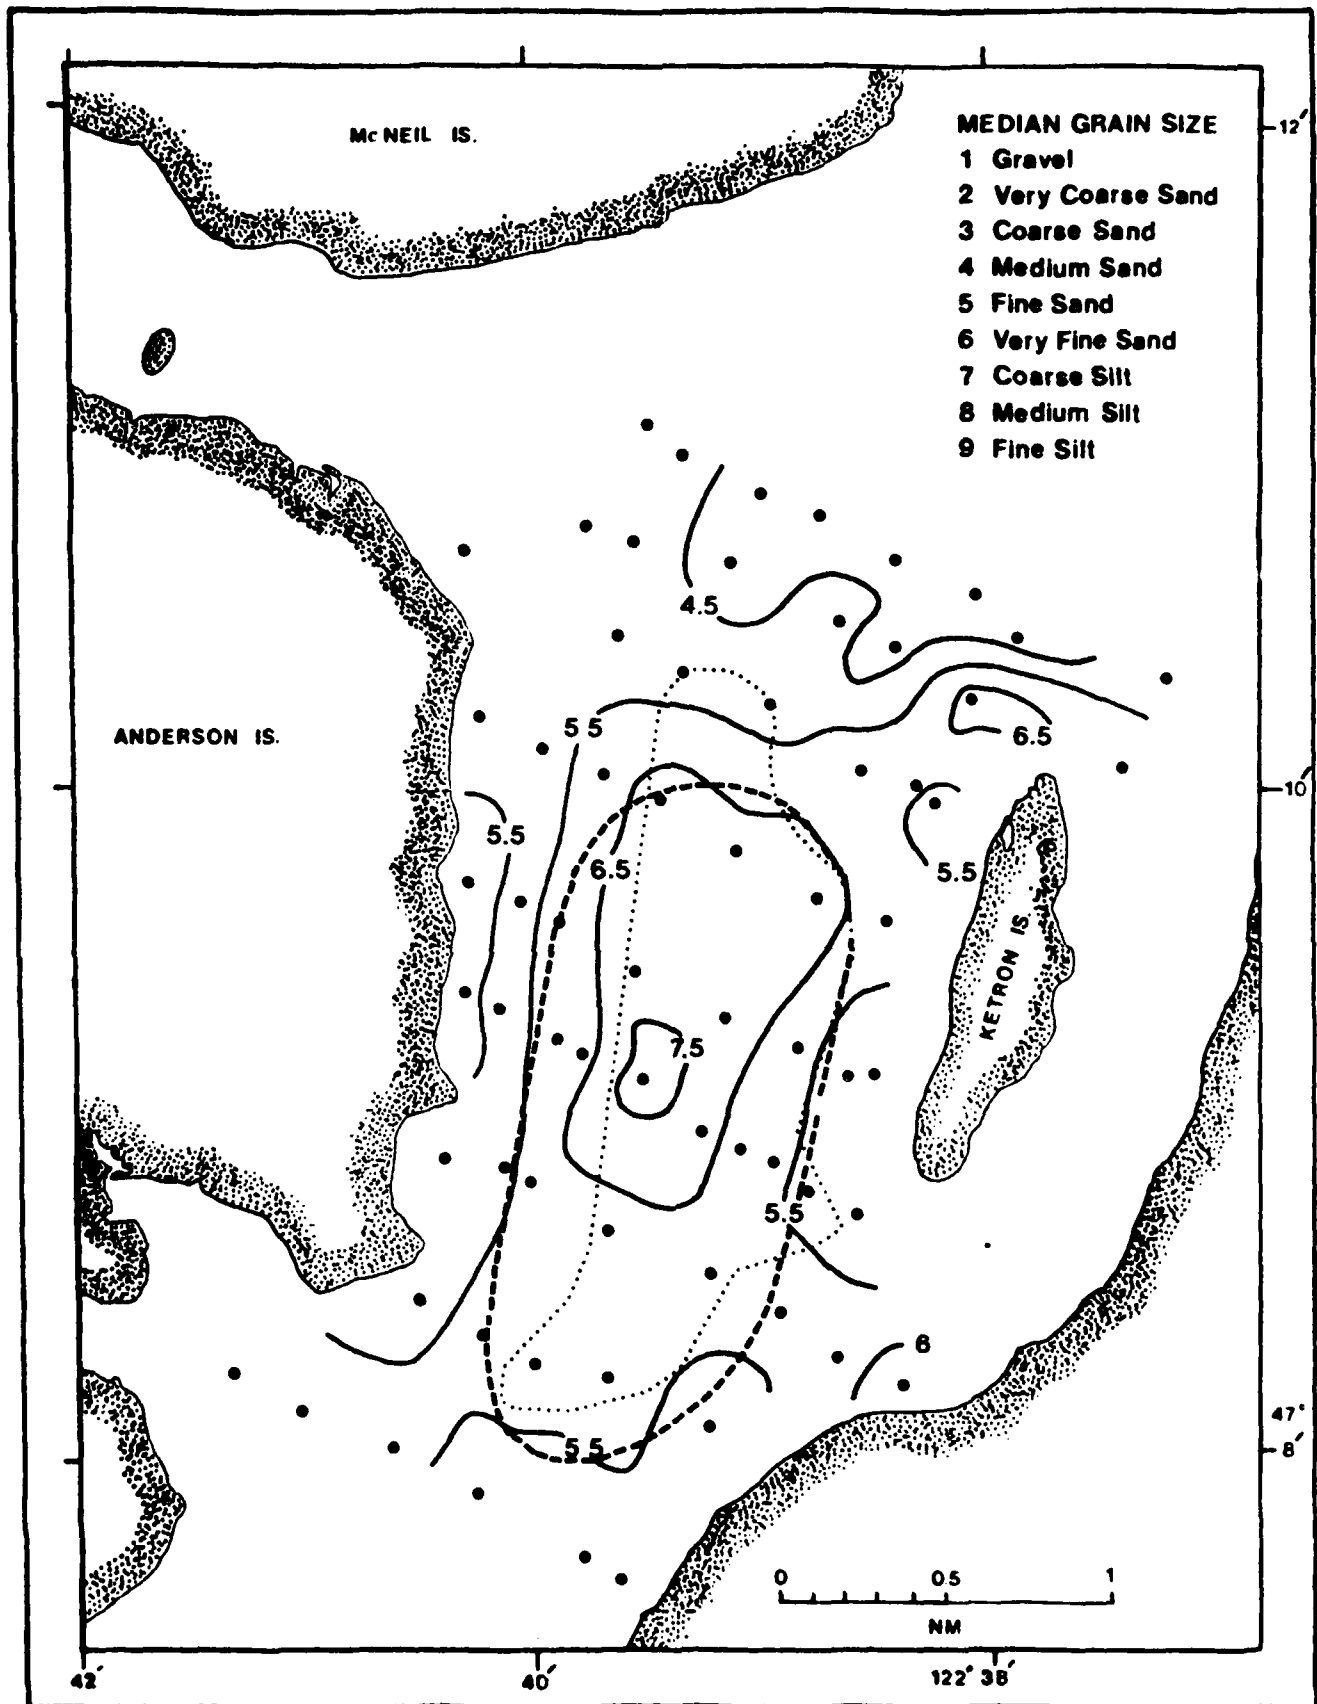 McNEIL IS.
MEDIAN GRAIN SIZE
1 Gravel
2 Very Coarse Sand
3 Coarse Sand
4 Medium Sand
5 Fine Sand
6 Very Fine Sand
7 Coarse Silt
8 Medium Silt
9 Fine Silt
12′
4.5
5 5
ANDERSON IS.
6.5
10′
5.5
6.5
5.5
KETRON IS
7.5
5.5
6
47°
5.5
8′
0 0.5 1
NM
42′ 40′ 122° 38′